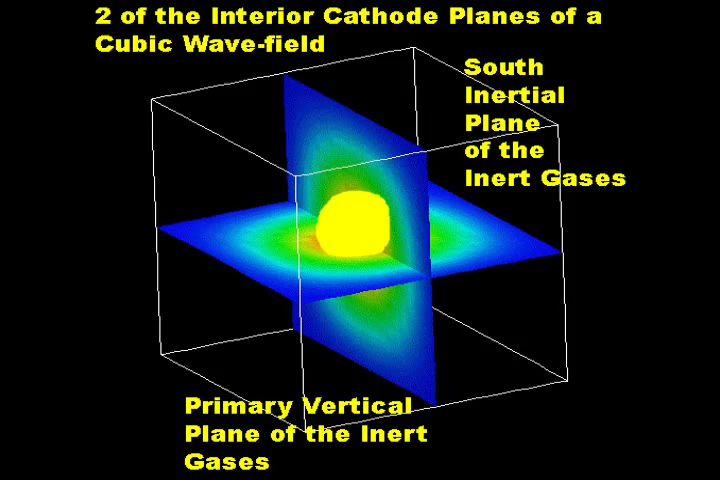 2 of the Interior Cathode Planes of a
Cubic Wave-field
South
Inertial
Plane
of the
Inert Gases
Primary Vertical
Plane of the Inert
Gases